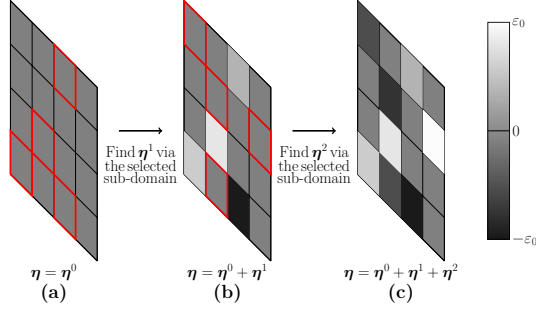 ε₀
0
−ε₀
Find η¹ via
the selected
sub-domain
Find η² via
the selected
sub-domain
η = η⁰
η = η⁰ + η¹
η = η⁰ + η¹ + η²
(a)
(b)
(c)